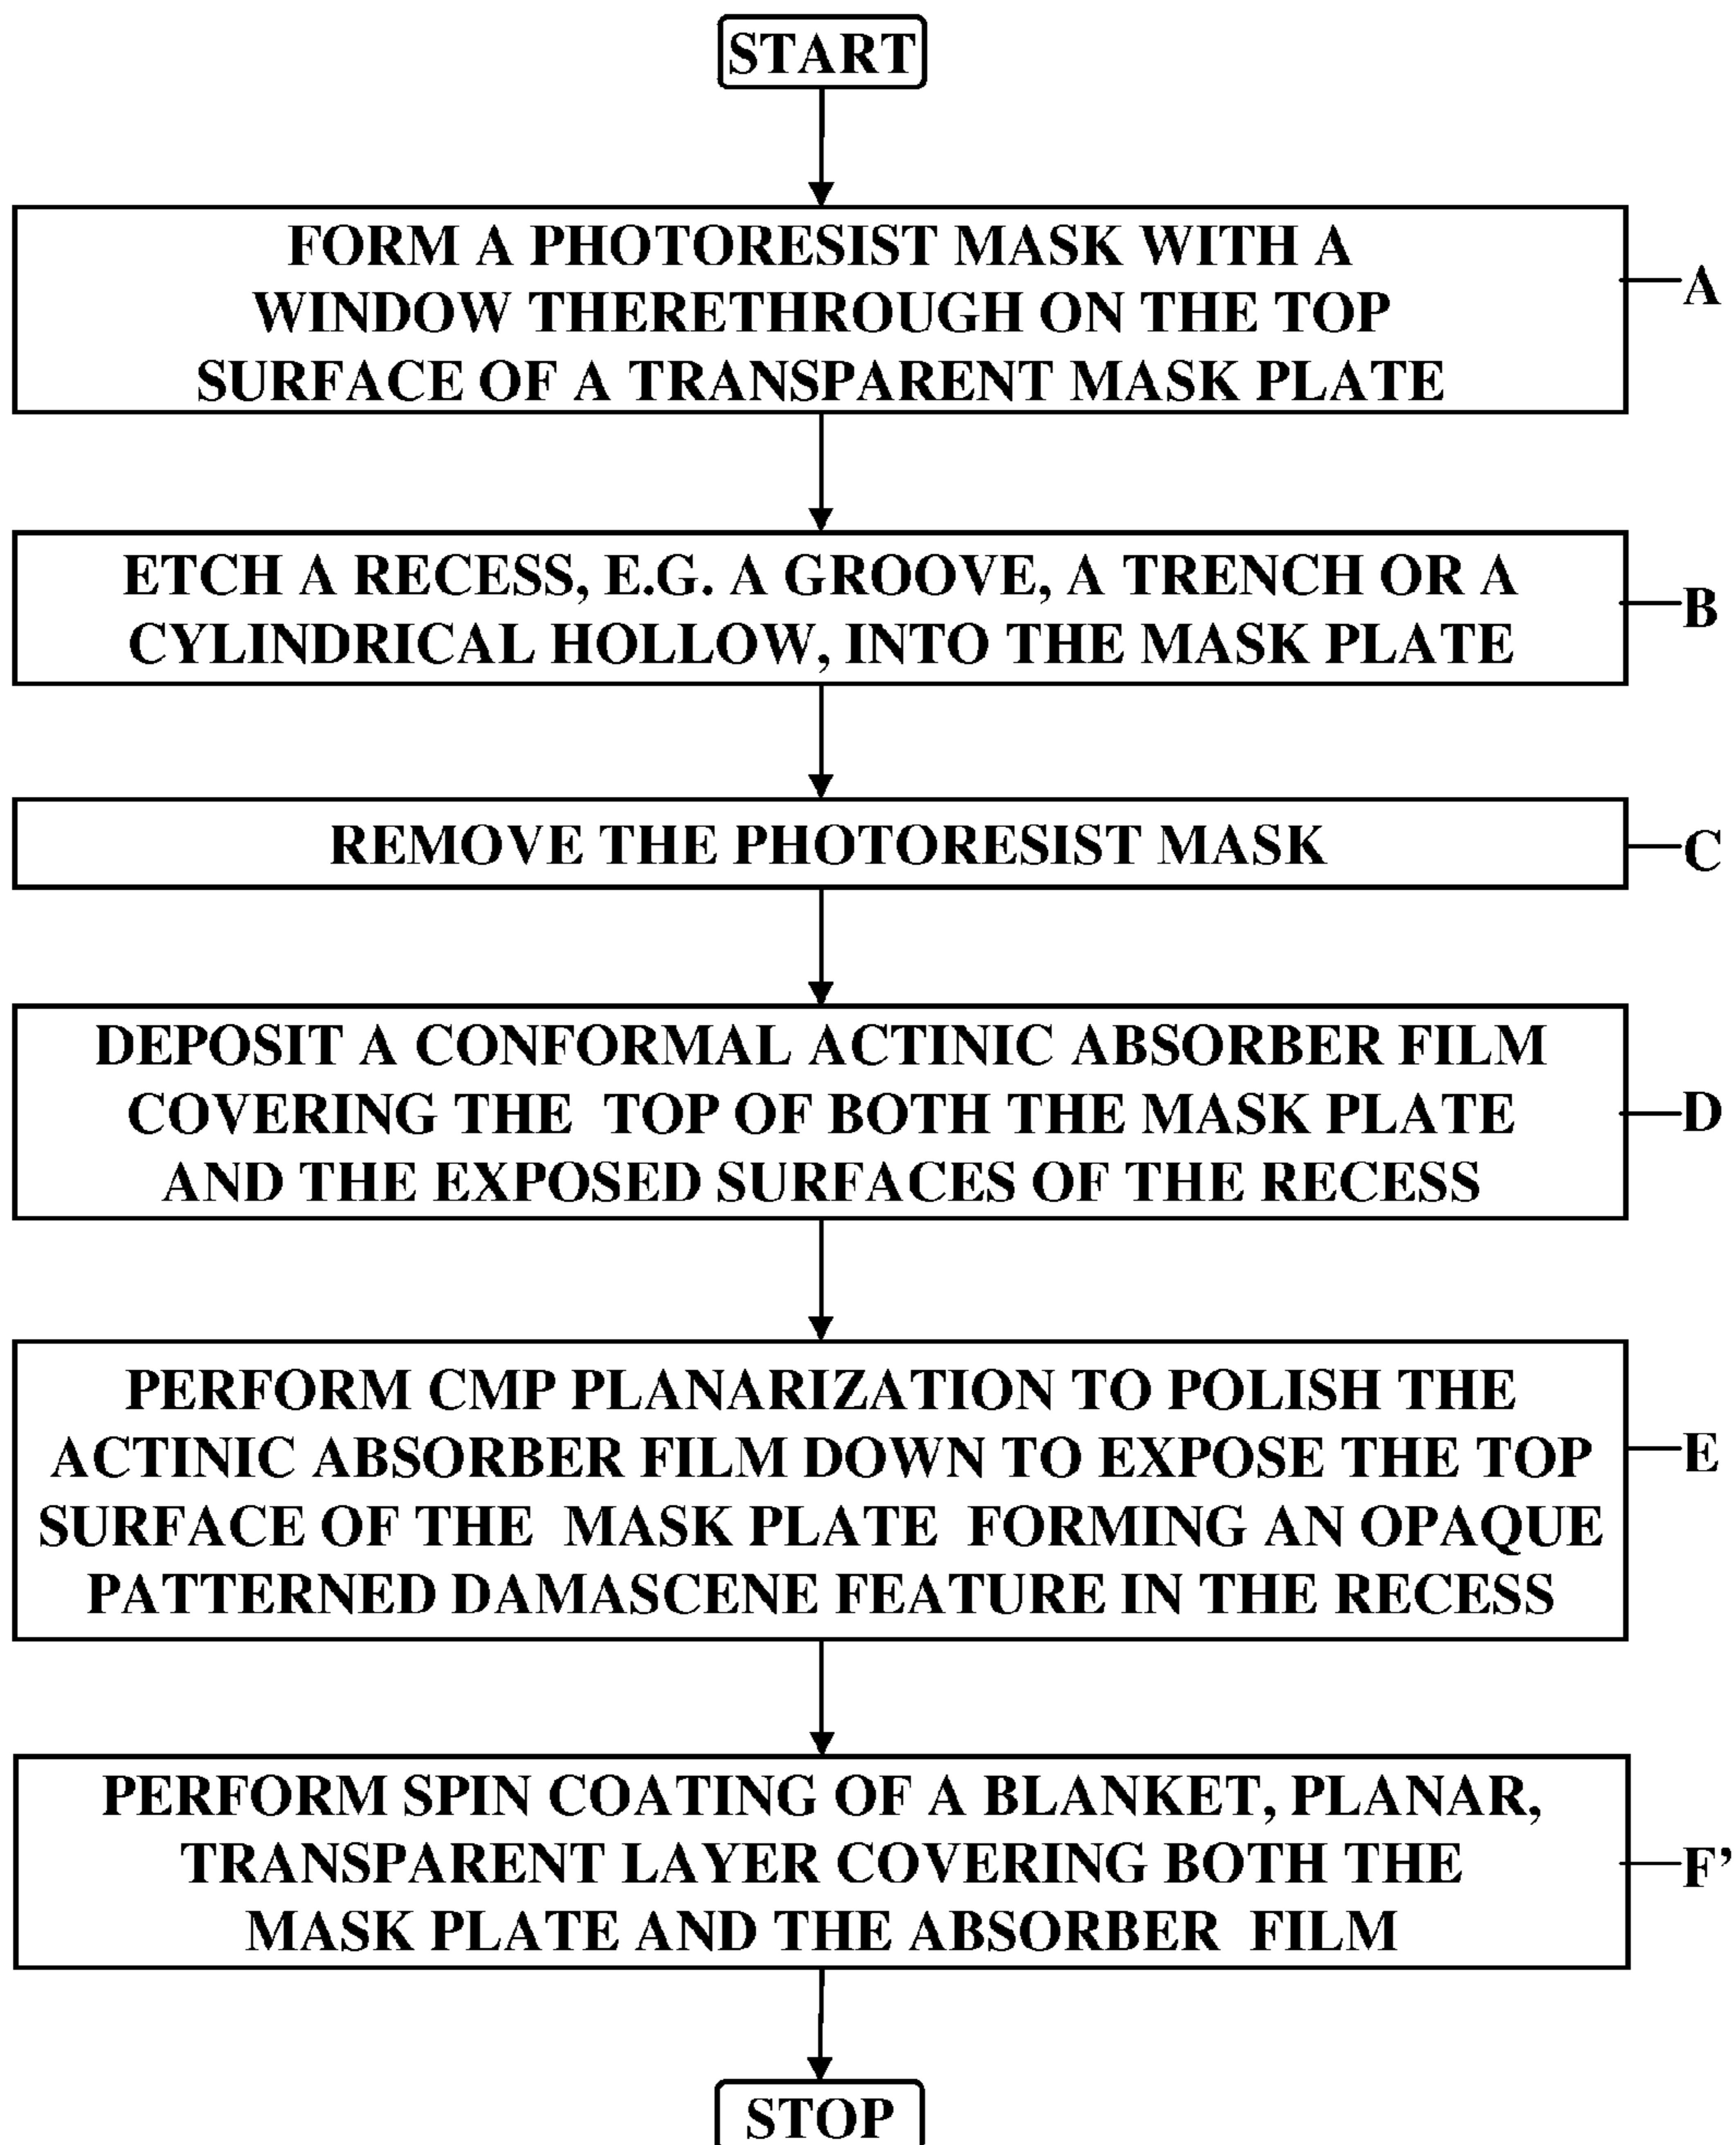 START
FORM A PHOTORESIST MASK WITH A
WINDOW THERETHROUGH ON THE TOP
SURFACE OF A TRANSPARENT MASK PLATE
A
ETCH A RECESS, E.G. A GROOVE, A TRENCH OR A
CYLINDRICAL HOLLOW, INTO THE MASK PLATE
B
REMOVE THE PHOTORESIST MASK
C
DEPOSIT A CONFORMAL ACTINIC ABSORBER FILM
COVERING THE TOP OF BOTH THE MASK PLATE
AND THE EXPOSED SURFACES OF THE RECESS
D
PERFORM CMP PLANARIZATION TO POLISH THE
ACTINIC ABSORBER FILM DOWN TO EXPOSE THE TOP
SURFACE OF THE MASK PLATE FORMING AN OPAQUE
PATTERNED DAMASCENE FEATURE IN THE RECESS
E
PERFORM SPIN COATING OF A BLANKET, PLANAR,
TRANSPARENT LAYER COVERING BOTH THE
MASK PLATE AND THE ABSORBER FILM
F’
STOP